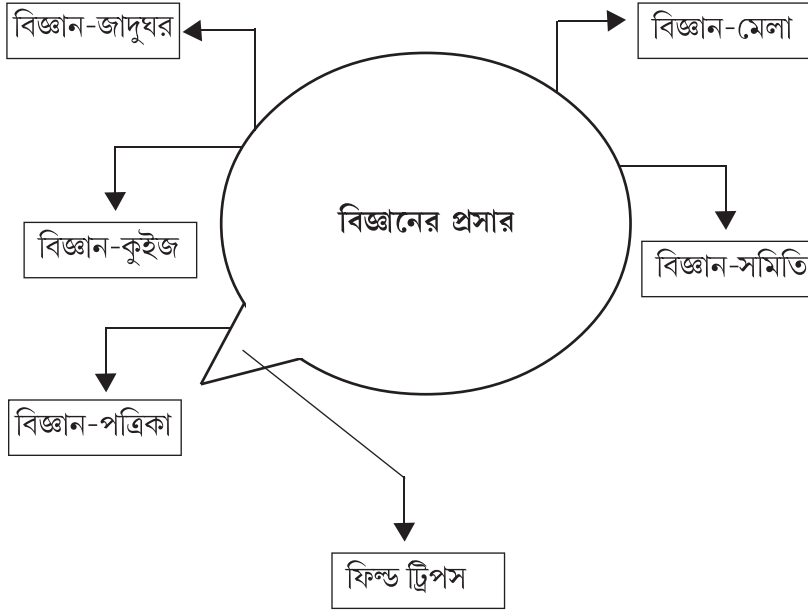 বিজ্ঞান-জাদুঘর
বিজ্ঞান-মেলা
বিজ্ঞানের প্রসার
বিজ্ঞান-কুইজ
বিজ্ঞান-সমিতি
বিজ্ঞান-পত্রিকা
ফিল্ড ট্রিপস